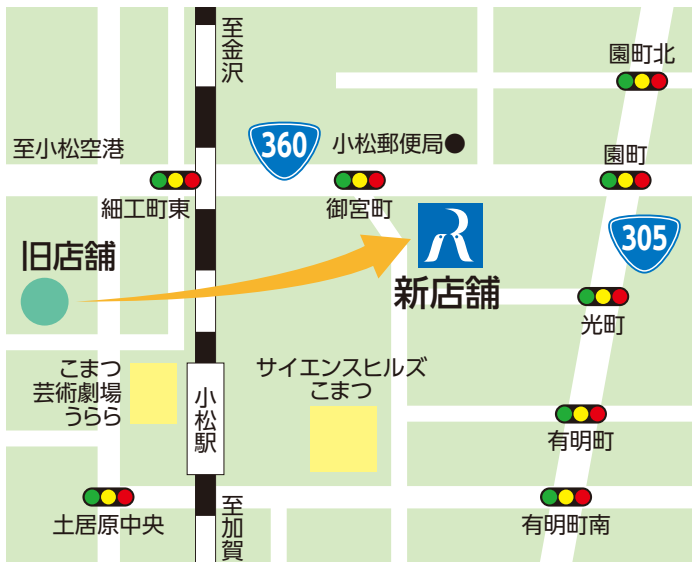 至金沢
園町北
360
小松郵便局
至小松空港
園町
細工町東
御宮町
R
305
旧店舗
新店舗
光町
こまつ
芸術劇場
うらら
サイエンスヒルズ
こまつ
小松駅
有明町
土居原中央
至加賀
有明町南